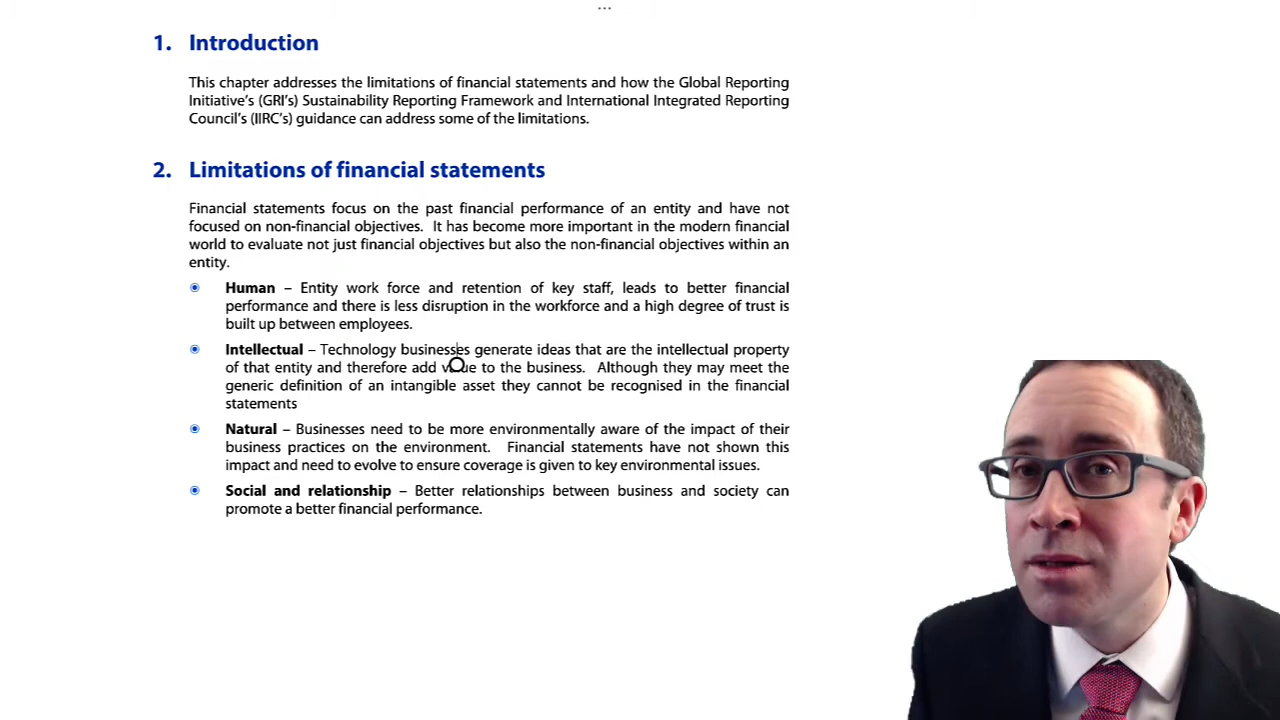 1. Introduction
This chapter addresses the limitations of financial statements and how the Global Reporting
Initiative's (GRI's) Sustainability Reporting Framework and International Integrated Reporting
Council's (IIRC's) guidance can address some of the limitations.
2. Limitations of financial statements
Financial statements focus on the past financial performance of an entity and have not
focused on non-financial objectives. It has become more important in the modern financial
world to evaluate not just financial objectives but also the non-financial objectives within an
entity.
Human – Entity work force and retention of key staff, leads to better financial
performance and there is less disruption in the workforce and a high degree of trust is
built up between employees.
Intellectual – Technology businesses generate ideas that are the intellectual property
of that entity and therefore add value to the business. Although they may meet the
generic definition of an intangible asset they cannot be recognised in the financial
statements
Natural – Businesses need to be more environmentally aware of the impact of their
business practices on the environment. Financial statements have not shown this
impact and need to evolve to ensure coverage is given to key environmental issues.
Social and relationship – Better relationships between business and society can
promote a better financial performance.